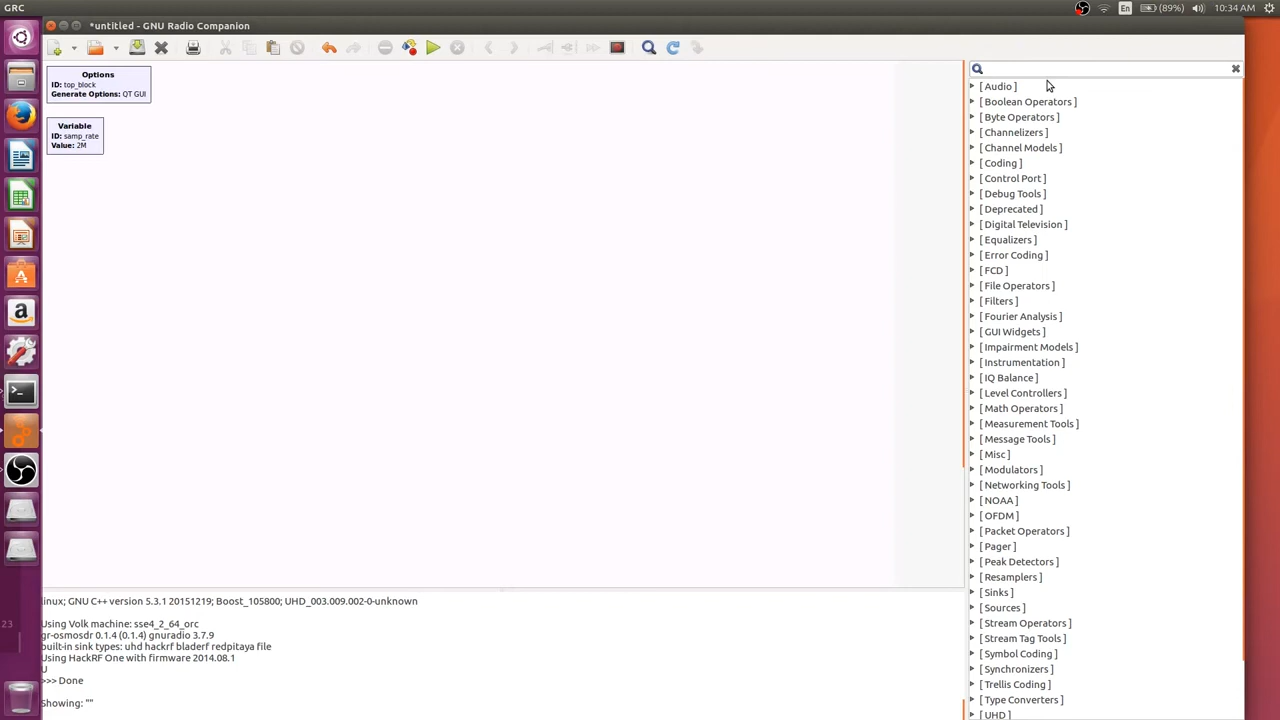 GRC
En
(89%)
10:34 AM
*untitled - GNU Radio Companion
Options
ID: top_block
Generate Options: QT GUI
Variable
ID: samp_rate
Value: 2M
[ Audio ]
[ Boolean Operators ]
[ Byte Operators ]
[ Channelizers ]
[ Channel Models ]
[ Coding ]
[ Control Port ]
[ Debug Tools ]
[ Deprecated ]
[ Digital Television ]
[ Equalizers ]
[ Error Coding ]
[ FCD ]
[ File Operators ]
[ Filters ]
[ Fourier Analysis ]
[ GUI Widgets ]
[ Impairment Models ]
[ Instrumentation ]
[ IQ Balance ]
[ Level Controllers ]
[ Math Operators ]
[ Measurement Tools ]
[ Message Tools ]
[ Misc ]
[ Modulators ]
[ Networking Tools ]
[ NOAA ]
[ OFDM ]
[ Packet Operators ]
[ Pager ]
[ Peak Detectors ]
[ Resamplers ]
[ Sinks ]
[ Sources ]
[ Stream Operators ]
[ Stream Tag Tools ]
[ Symbol Coding ]
[ Synchronizers ]
[ Trellis Coding ]
[ Type Converters ]
[ UHD ]
linux; GNU C++ version 5.3.1 20151219; Boost_105800; UHD_003.009.002-0-unknown
Using Volk machine: sse4_2_64_orc
gr-osmosdr 0.1.4 (0.1.4) gnuradio 3.7.9
built-in sink types: uhd hackrf bladerf redpitaya file
Using HackRF One with firmware 2014.08.1
U
>>> Done
Showing: ""
23